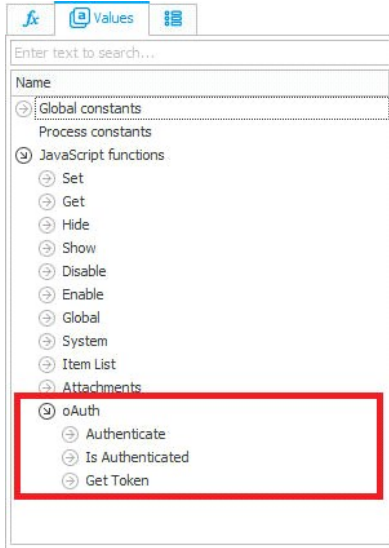 fx
Values
Enter text to search...
Name
Global constants
Process constants
JavaScript functions
Set
Get
Hide
Show
Disable
Enable
Global
System
Item List
Attachments
oAuth
Authenticate
Is Authenticated
Get Token